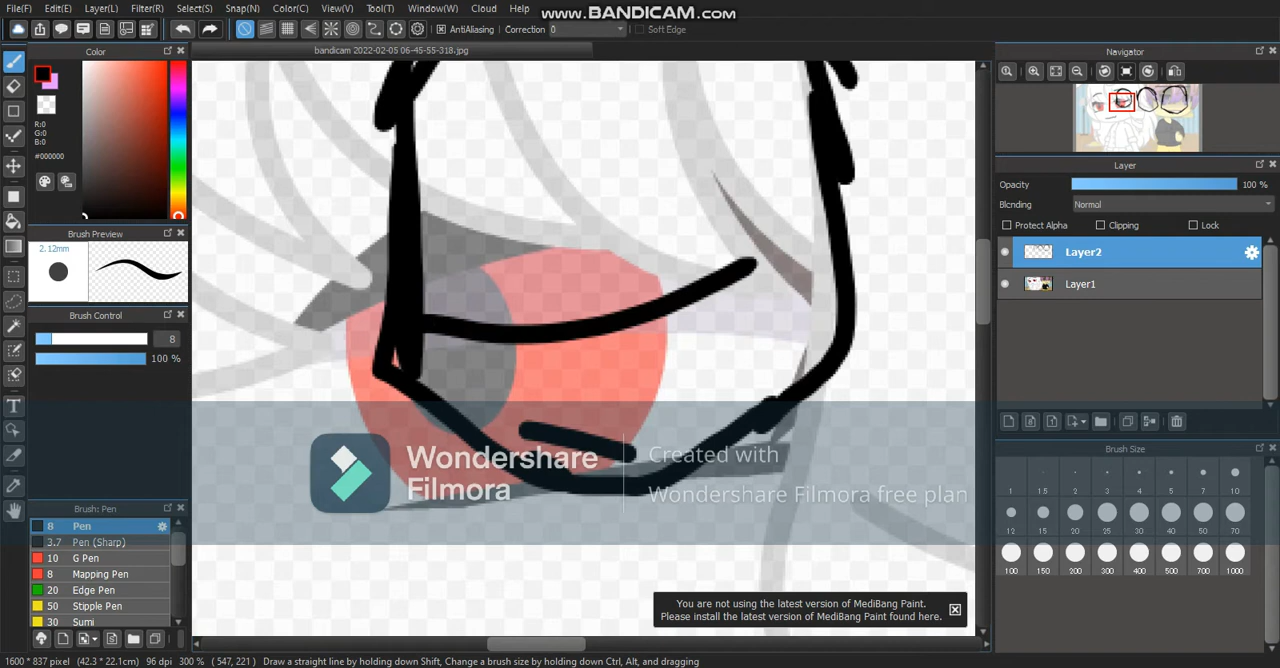 File(F) Edit(E) Layer(L) Filter(R) Select(S) Snap(N) Color(C) View(V) Tool(T) Window(W) Cloud Help
www.BANDICAM.com
AntiAliasing Correction 0 Soft Edge
Color
bandicam 2022-02-05 06-45-55-318.jpg
Navigator
R:0
G:0
B:0
#000000
Layer
Opacity 100 %
Blending Normal
Protect Alpha Clipping Lock
Brush Preview
2.12mm
Layer2
Layer1
Brush Control
8
100 %
Wondershare
Filmora
Created with
Wondershare Filmora free plan
Brush Size
1 1.5 2 3 4 5 7 10
12 15 20 25 30 40 50 70
100 150 200 300 400 500 700 1000
Brush: Pen
8 Pen
3.7 Pen (Sharp)
10 G Pen
8 Mapping Pen
20 Edge Pen
50 Stipple Pen
30 Sumi
You are not using the latest version of MediBang Paint.
Please install the latest version of MediBang Paint found here.
1600 * 837 pixel (42.3 * 22.1cm) 96 dpi 300 % (547, 221) Draw a straight line by holding down Shift, Change a brush size by holding down Ctrl, Alt, and dragging